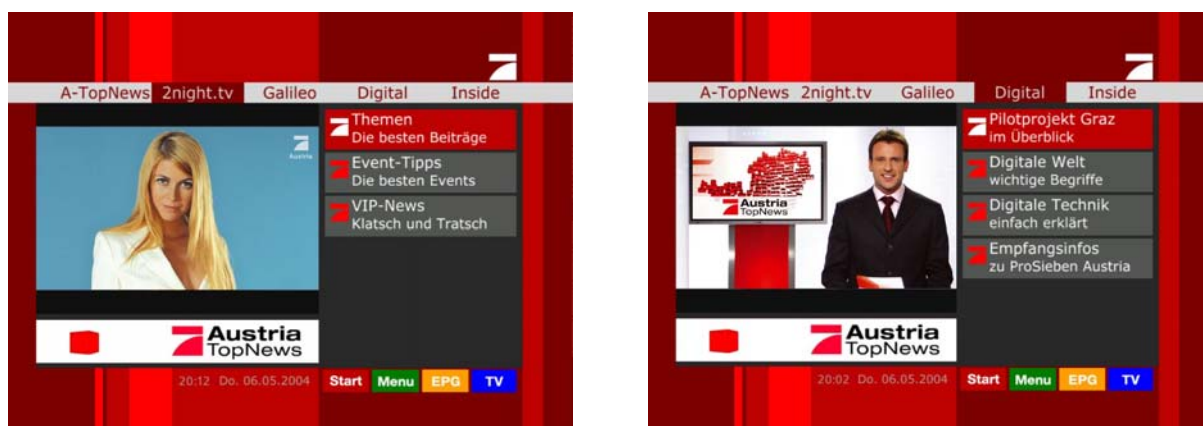 A-TopNews 2night.tv Galileo Digital Inside
Austria
Themen
Die besten Beiträge
Event-Tipps
Die besten Events
VIP-News
Klatsch und Tratsch
Austria
TopNews
20:12 Do. 06.05.2004 Start Menu EPG TV
A-TopNews 2night.tv Galileo Digital Inside
Pilotprojekt Graz
im Überblick
Digitale Welt
wichtige Begriffe
Digitale Technik
einfach erklärt
Empfangsinfos
zu ProSieben Austria
Austria
TopNews
Austria
TopNews
20:02 Do. 06.05.2004 Start Menu EPG TV